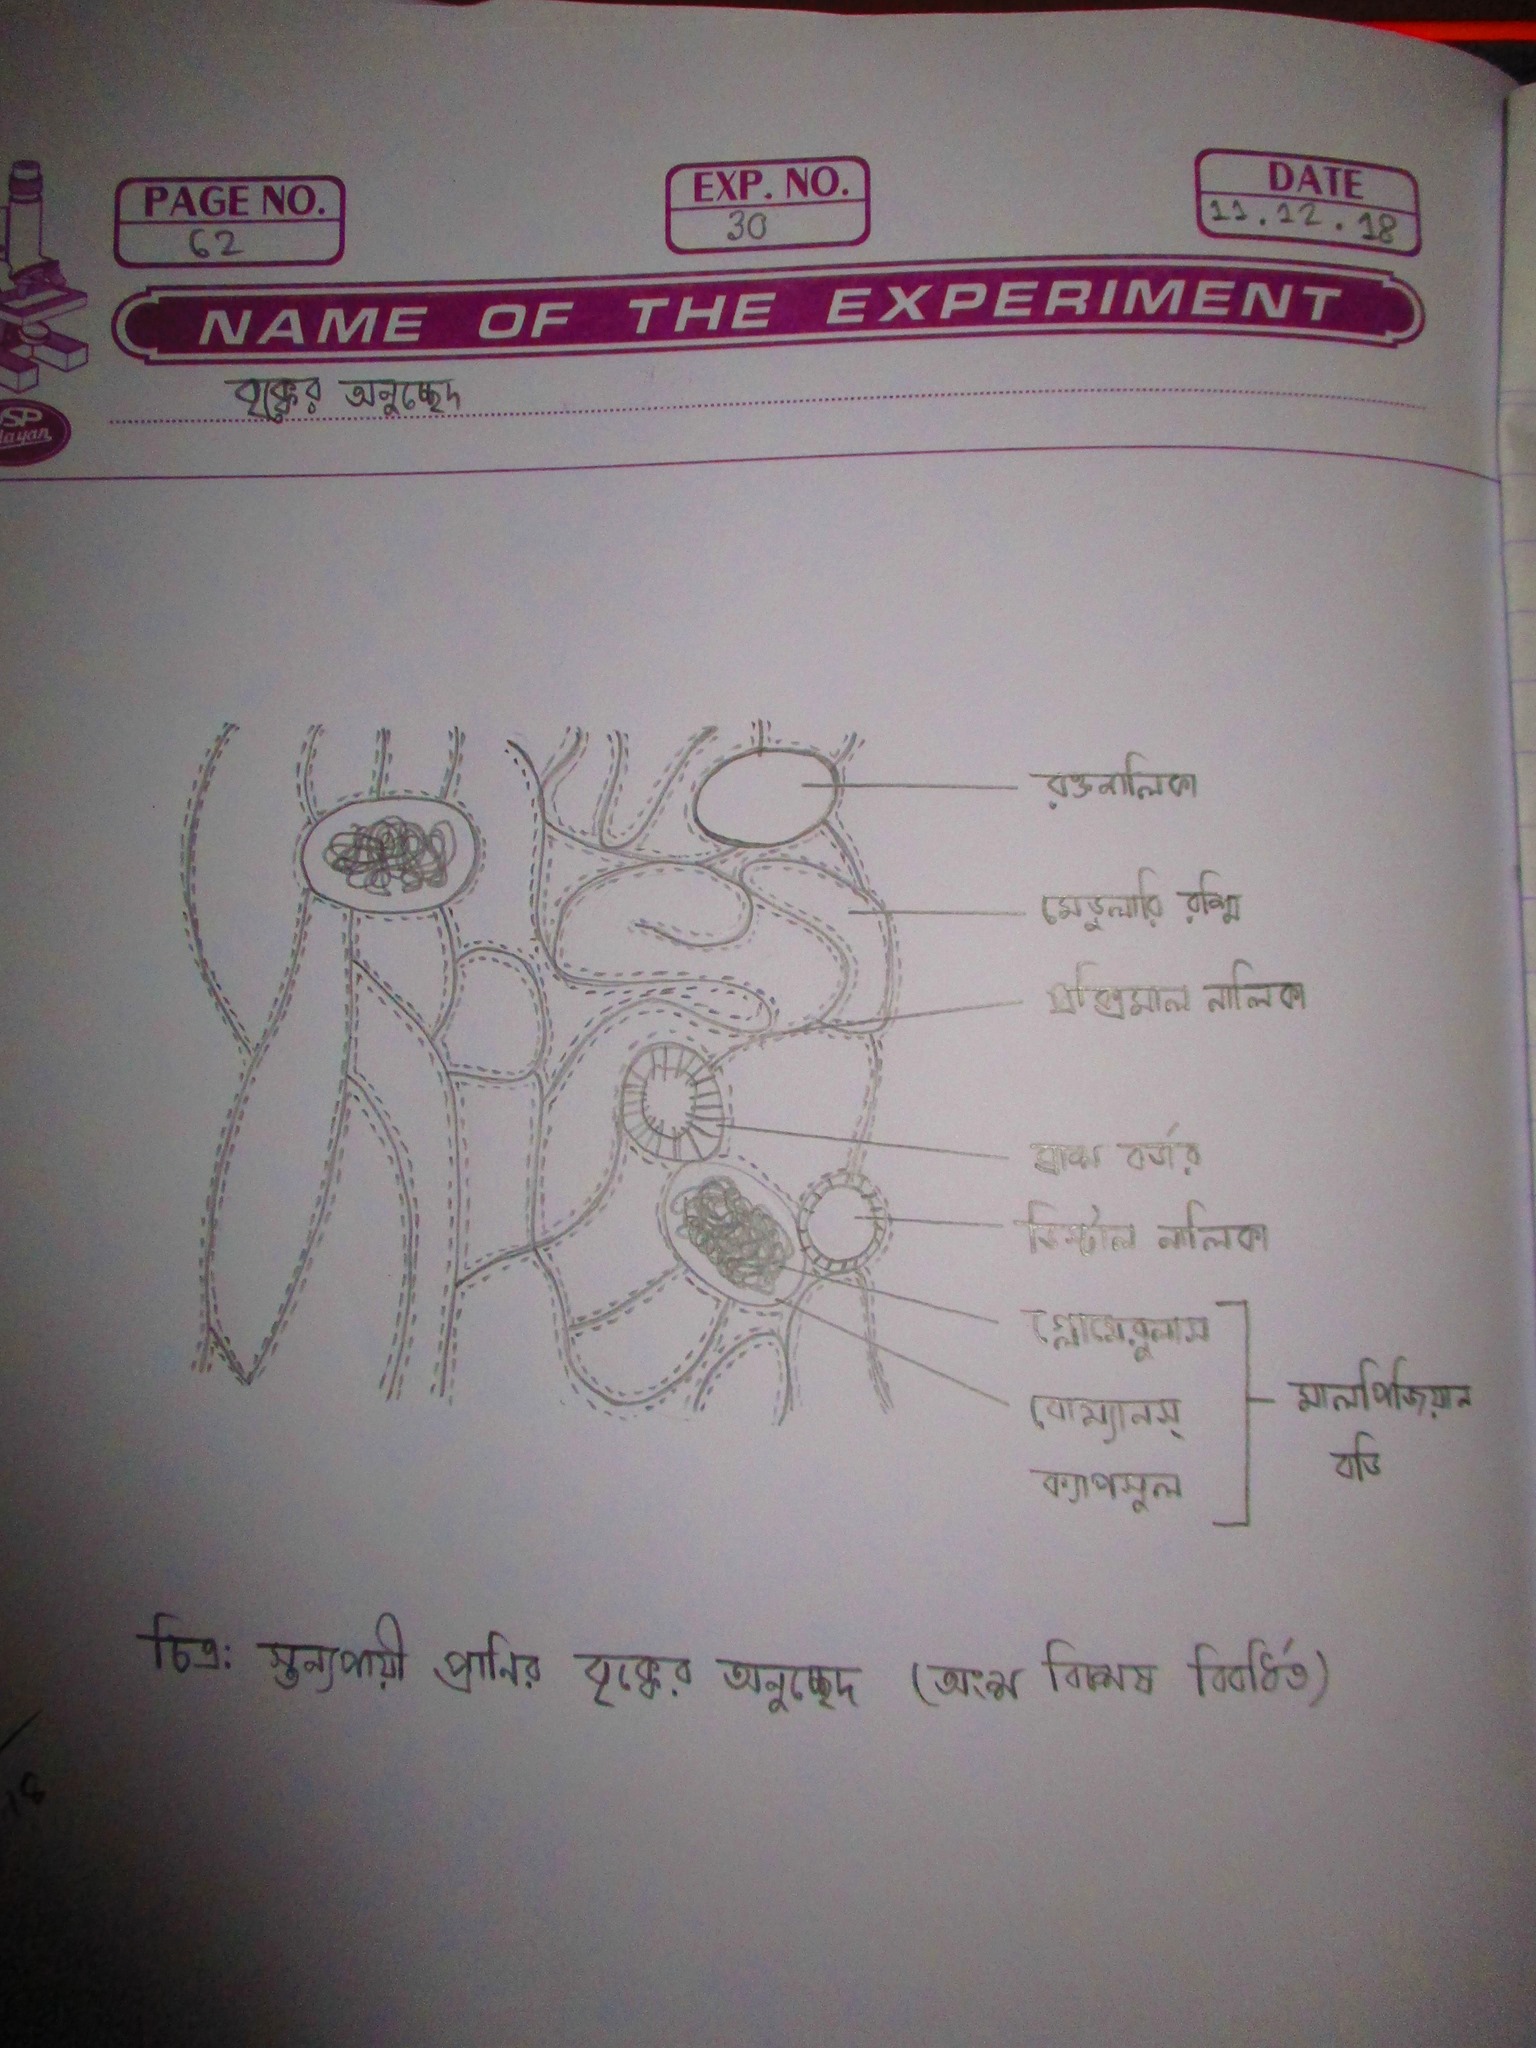 PAGE NO.
62
EXP. NO.
30
DATE
11.12.18
NAME OF THE EXPERIMENT
বৃক্কের অনুচ্ছেদ
রক্তনালিকা
মেডুলারি রশ্মি
প্রক্সিমাল নালিকা
ব্রাশ বর্ডার
ডিস্টাল নালিকা
গ্লোমেরুলাস
বোম্যানস্
ক্যাপসুল
মালপিজিয়ান
বডি
চিত্র: স্তন্যপায়ী প্রানির বৃক্কের অনুচ্ছেদ (অংশ বিশেষ বিবর্ধিত)